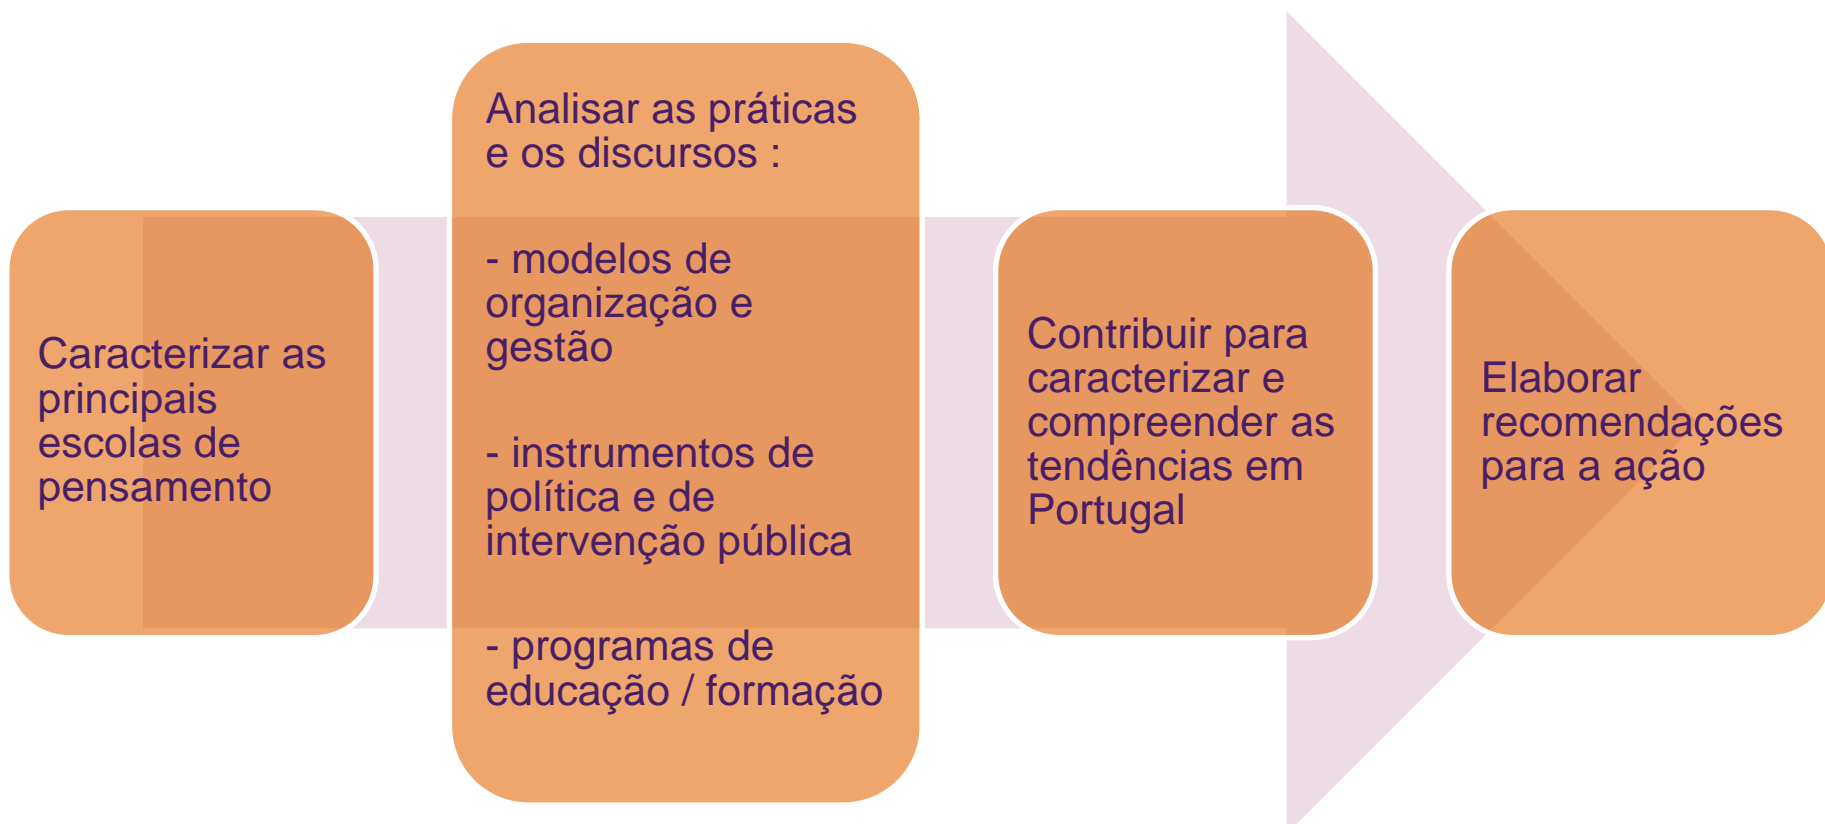 Caracterizar as
principais
escolas de
pensamento
Analisar as práticas
e os discursos :
- modelos de
organização e
gestão
- instrumentos de
política e de
intervenção pública
- programas de
educação / formação
Contribuir para
caracterizar e
compreender as
tendências em
Portugal
Elaborar
recomendações
para a ação